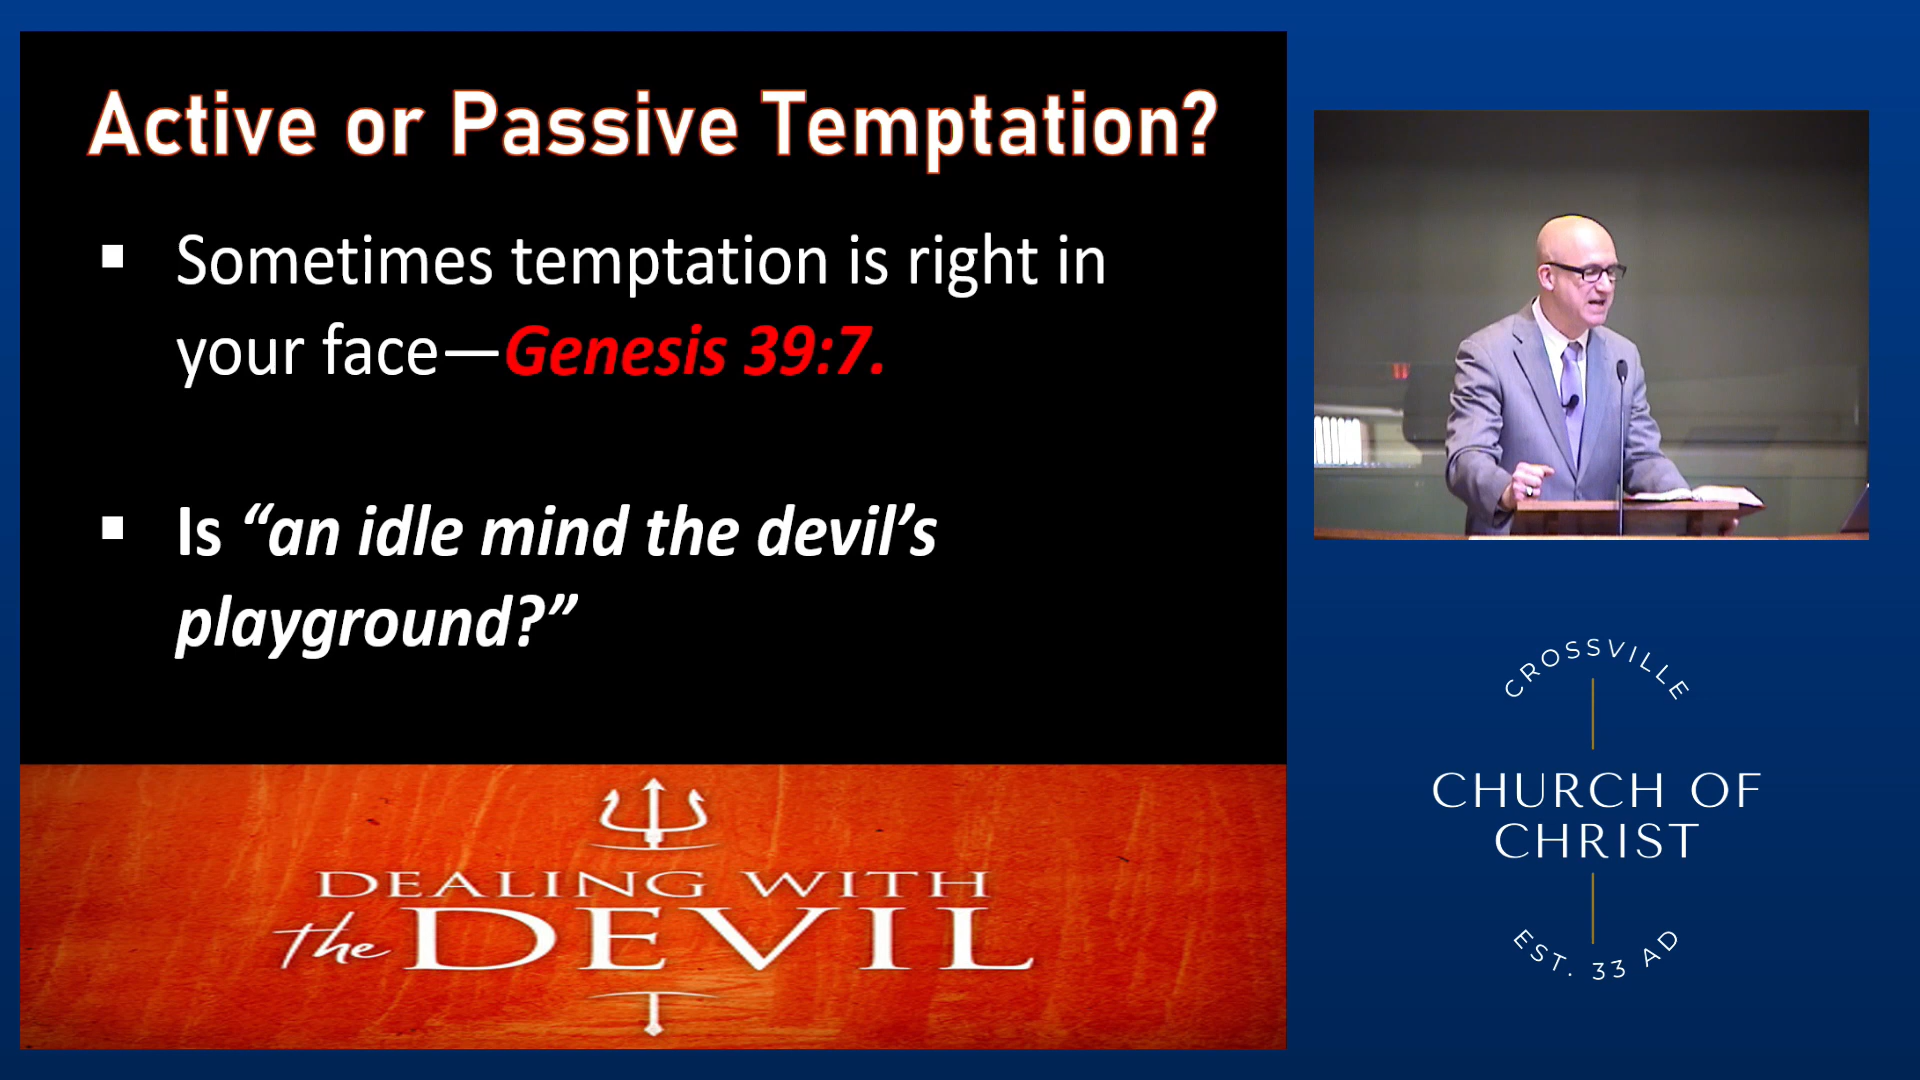 Active or Passive Temptation?
▪ Sometimes temptation is right in
your face—Genesis 39:7.
▪ Is “an idle mind the devil’s
playground?”
DEALING WITH
the DEVIL
CROSSVILLE
CHURCH OF
CHRIST
EST. 33 AD